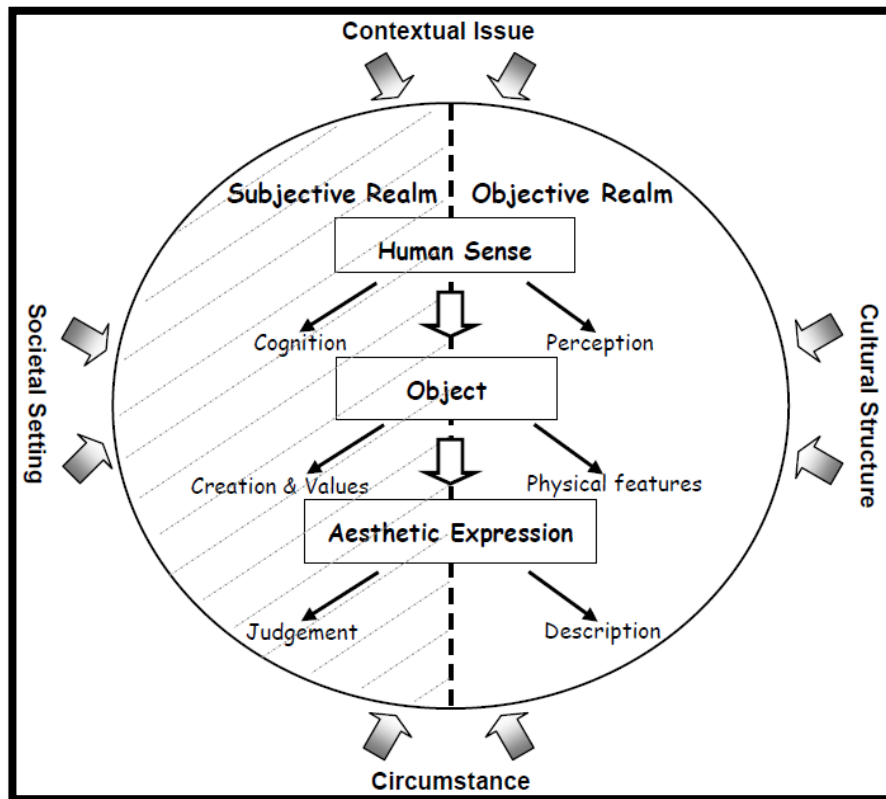 Contextual Issue
Subjective Realm
Objective Realm
Human Sense
Societal Setting
Cultural Structure
Cognition
Perception
Object
Creation & Values
Physical features
Aesthetic Expression
Judgement
Description
Circumstance